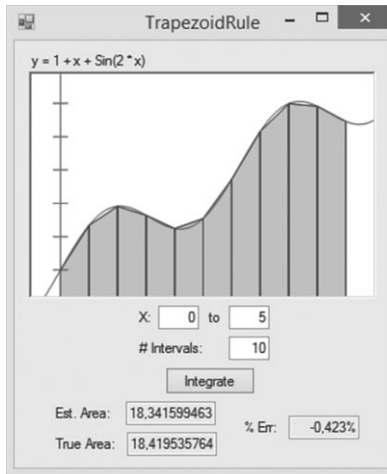 TrapezoidRule
y = 1 + x + Sin(2 * x)
X: 0 to 5
# Intervals: 10
Integrate
Est. Area: 18,341599463
% Err: -0,423%
True Area: 18,419535764